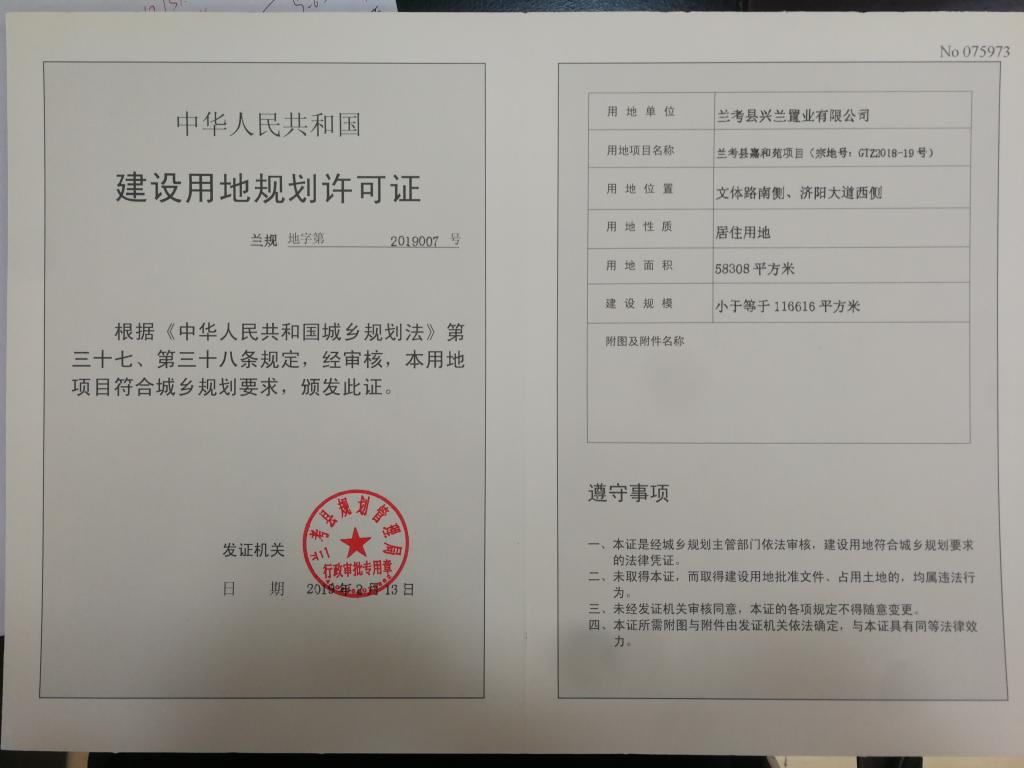 中华人民共和国
建设用地规划许可证
兰规 地字第 2019007 号
根据《中华人民共和国城乡规划法》第
三十七、第三十八条规定，经审核，本用地
项目符合城乡规划要求，颁发此证。
兰考县规划管理局
行政审批专用章
发证机关
日 期 2019年2月13日
No 075973
用地单位 兰考县兴兰置业有限公司
用地项目名称 兰考县嘉和苑项目（宗地号：GTZ2018-19号）
用地位置 文体路南侧、济阳大道西侧
用地性质 居住用地
用地面积 58308平方米
建设规模 小于等于116616平方米
附图及附件名称
遵守事项
一、本证是经城乡规划主管部门依法审核，建设用地符合城乡规划要求
的法律凭证。
二、未取得本证，而取得建设用地批准文件、占用土地的，均属违法行
为。
三、未经发证机关审核同意，本证的各项规定不得随意变更。
四、本证所需附图与附件由发证机关依法确定，与本证具有同等法律效
力。